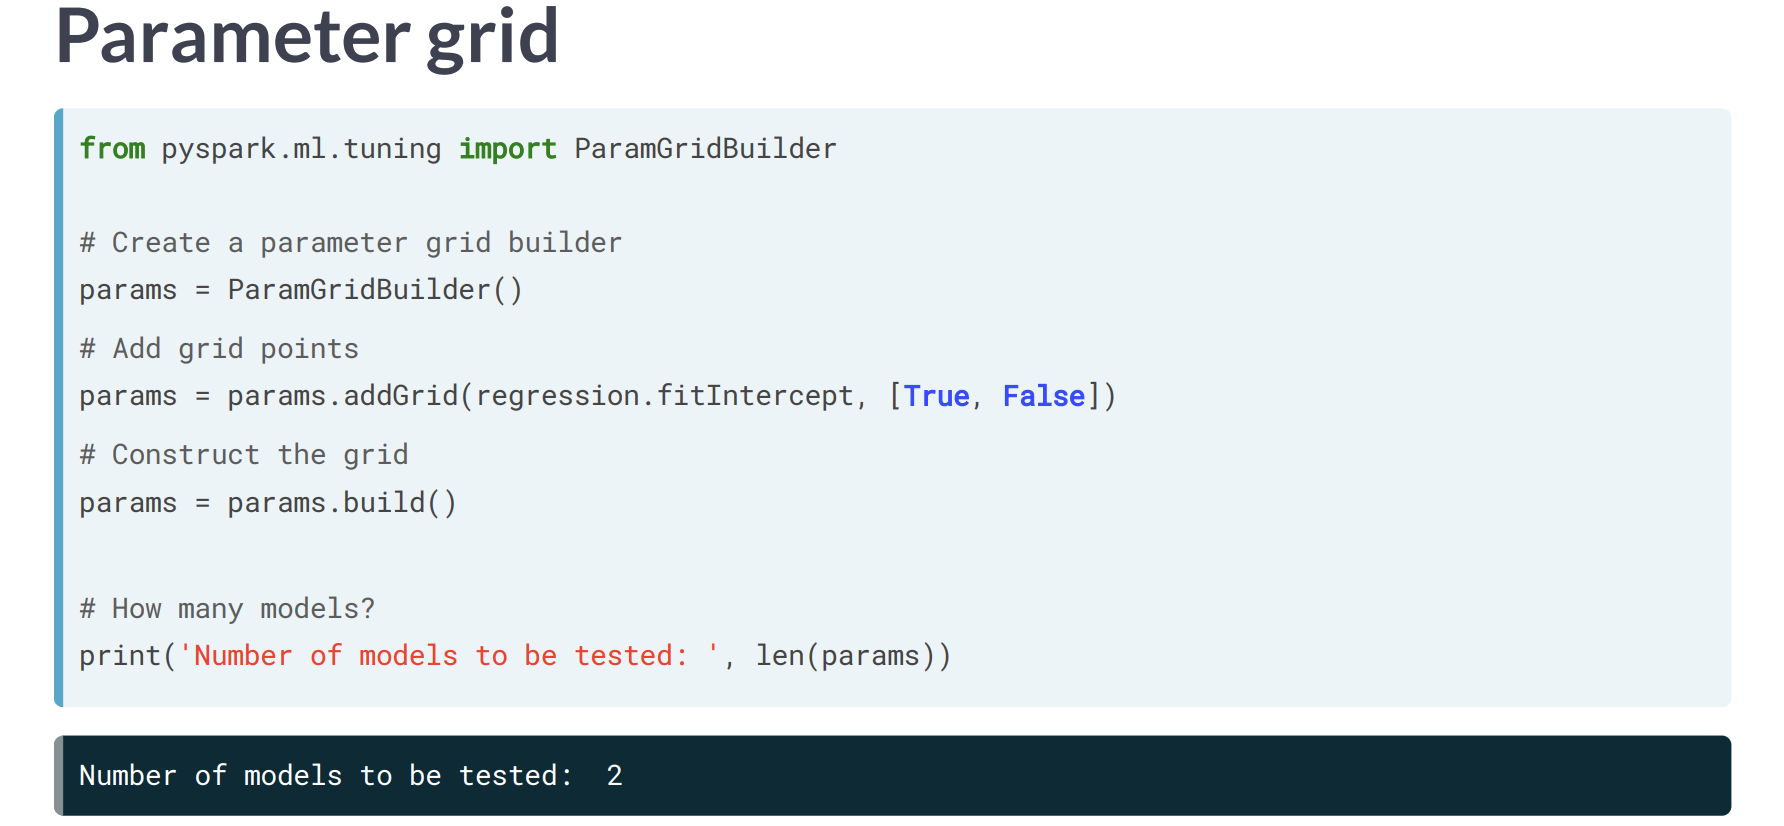 Parameter grid
from pyspark.ml.tuning import ParamGridBuilder
# Create a parameter grid builder
params = ParamGridBuilder()
# Add grid points
params = params.addGrid(regression.fitIntercept, [True, False])
# Construct the grid
params = params.build()
# How many models?
print('Number of models to be tested: ', len(params))
Number of models to be tested:  2